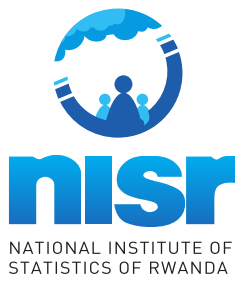 nisr
NATIONAL INSTITUTE OF
STATISTICS OF RWANDA